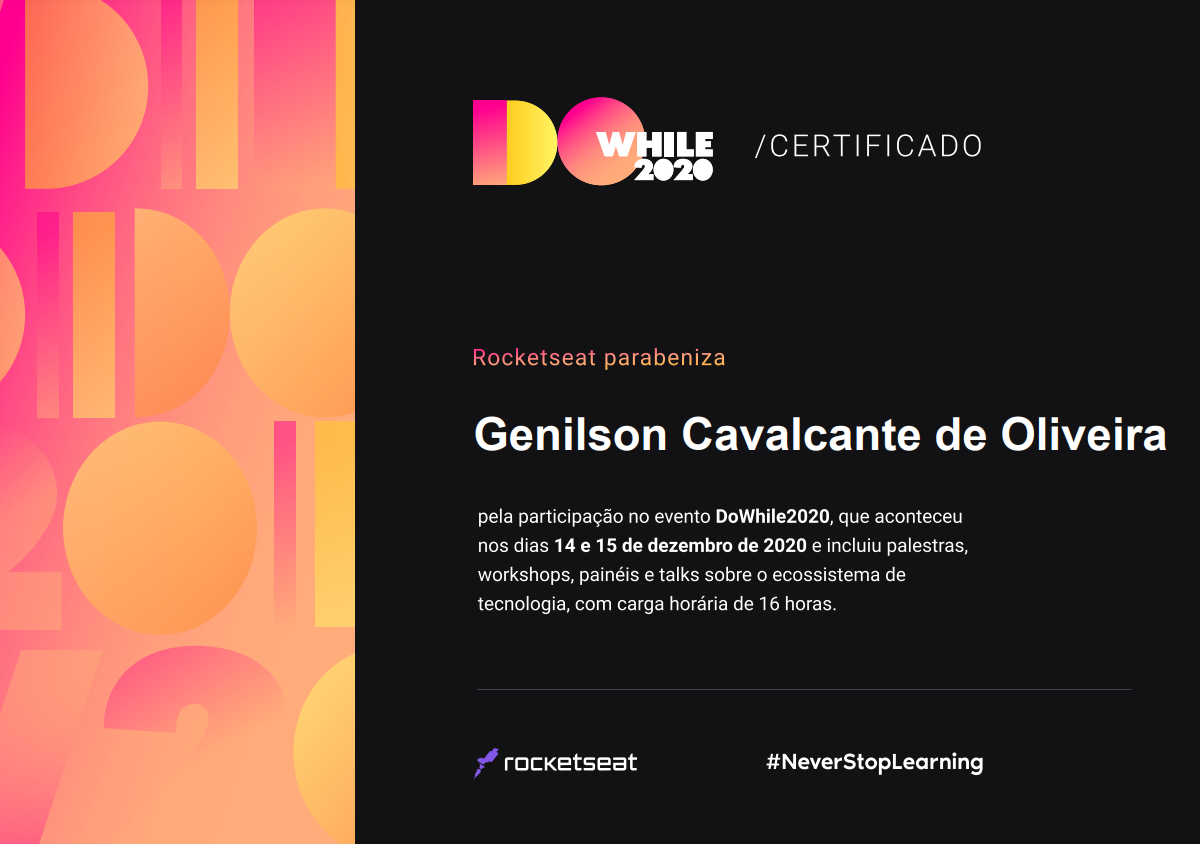 DO WHILE
2020
/CERTIFICADO
Rocketseat parabeniza
Genilson Cavalcante de Oliveira
pela participação no evento DoWhile2020, que aconteceu
nos dias 14 e 15 de dezembro de 2020 e incluiu palestras,
workshops, painéis e talks sobre o ecossistema de
tecnologia, com carga horária de 16 horas.
rocketseat
#NeverStopLearning